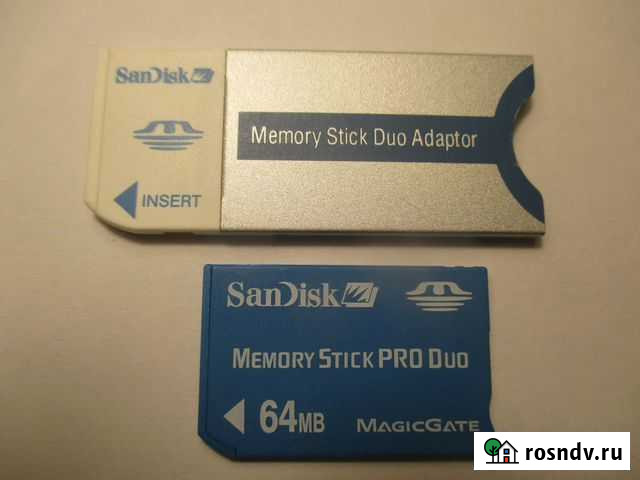 SanDisk
Memory Stick Duo Adaptor
INSERT
SanDisk
MEMORY STICK PRO DUO
64MB
MAGICGATE
rosndv.ru